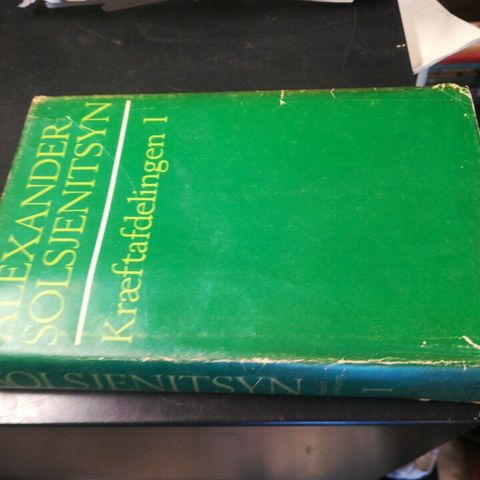 ALEXANDER
SOLSJENITSYN
Kræftafdelingen 1
SOLSJENITSYN
1